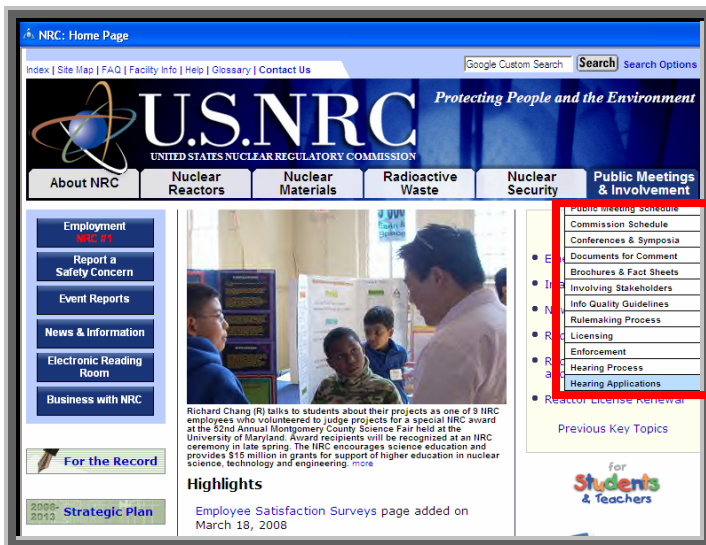 NRC: Home Page
Index | Site Map | FAQ | Facility Info | Help | Glossary | Contact Us
Google Custom Search
Search
Search Options
U.S.NRC
UNITED STATES NUCLEAR REGULATORY COMMISSION
Protecting People and the Environment
About NRC
Nuclear
Reactors
Nuclear
Materials
Radioactive
Waste
Nuclear
Security
Public Meetings
& Involvement
Employment
NRC #1
Report a
Safety Concern
Event Reports
News & Information
Electronic Reading
Room
Business with NRC
For the Record
2008-
2013
Strategic Plan
Richard Chang (R) talks to students about their projects as one of 9 NRC
employees who volunteered to judge projects for a special NRC award
at the 52nd Annual Montgomery County Science Fair held at the
University of Maryland. Award recipients will be recognized at an NRC
ceremony in late spring. The NRC encourages science education and
provides $15 million in grants for support of higher education in nuclear
science, technology and engineering. more
Highlights
Employee Satisfaction Surveys page added on
March 18, 2008
Public Meeting Schedule
Commission Schedule
Conferences & Symposia
Documents for Comment
Brochures & Fact Sheets
Involving Stakeholders
Info Quality Guidelines
Rulemaking Process
Licensing
Enforcement
Hearing Process
Hearing Applications
Reactor License Renewal
Previous Key Topics
for
Students
& Teachers